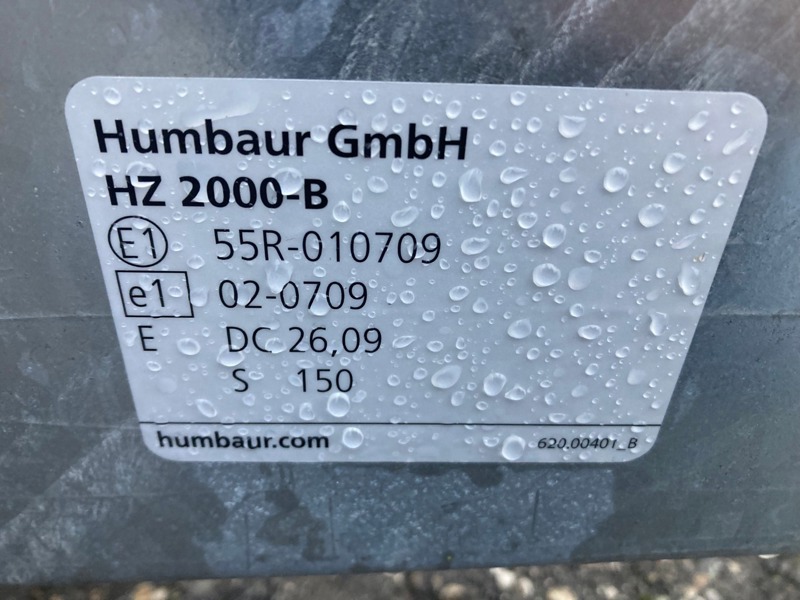 Humbaur GmbH
HZ 2000-B
E1 55R-010709
e1 02-0709
E DC 26,09
S 150
humbaur.com 620.00401_B